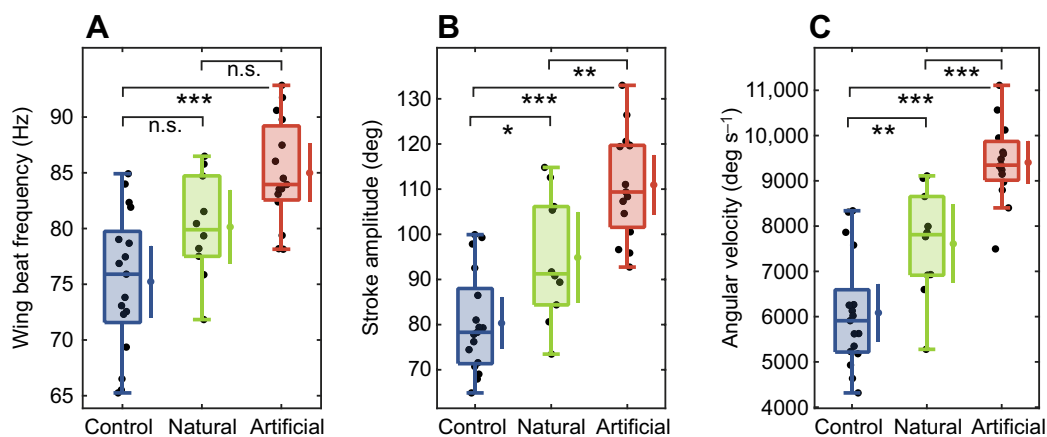 A
Wing beat frequency (Hz)
90
85
80
75
70
65
n.s.
***
n.s.
Control Natural Artificial
B
Stroke amplitude (deg)
130
120
110
100
90
80
70
**
***
*
Control Natural Artificial
C
Angular velocity (deg s⁻¹)
11,000
10,000
9000
8000
7000
6000
5000
4000
***
***
**
Control Natural Artificial